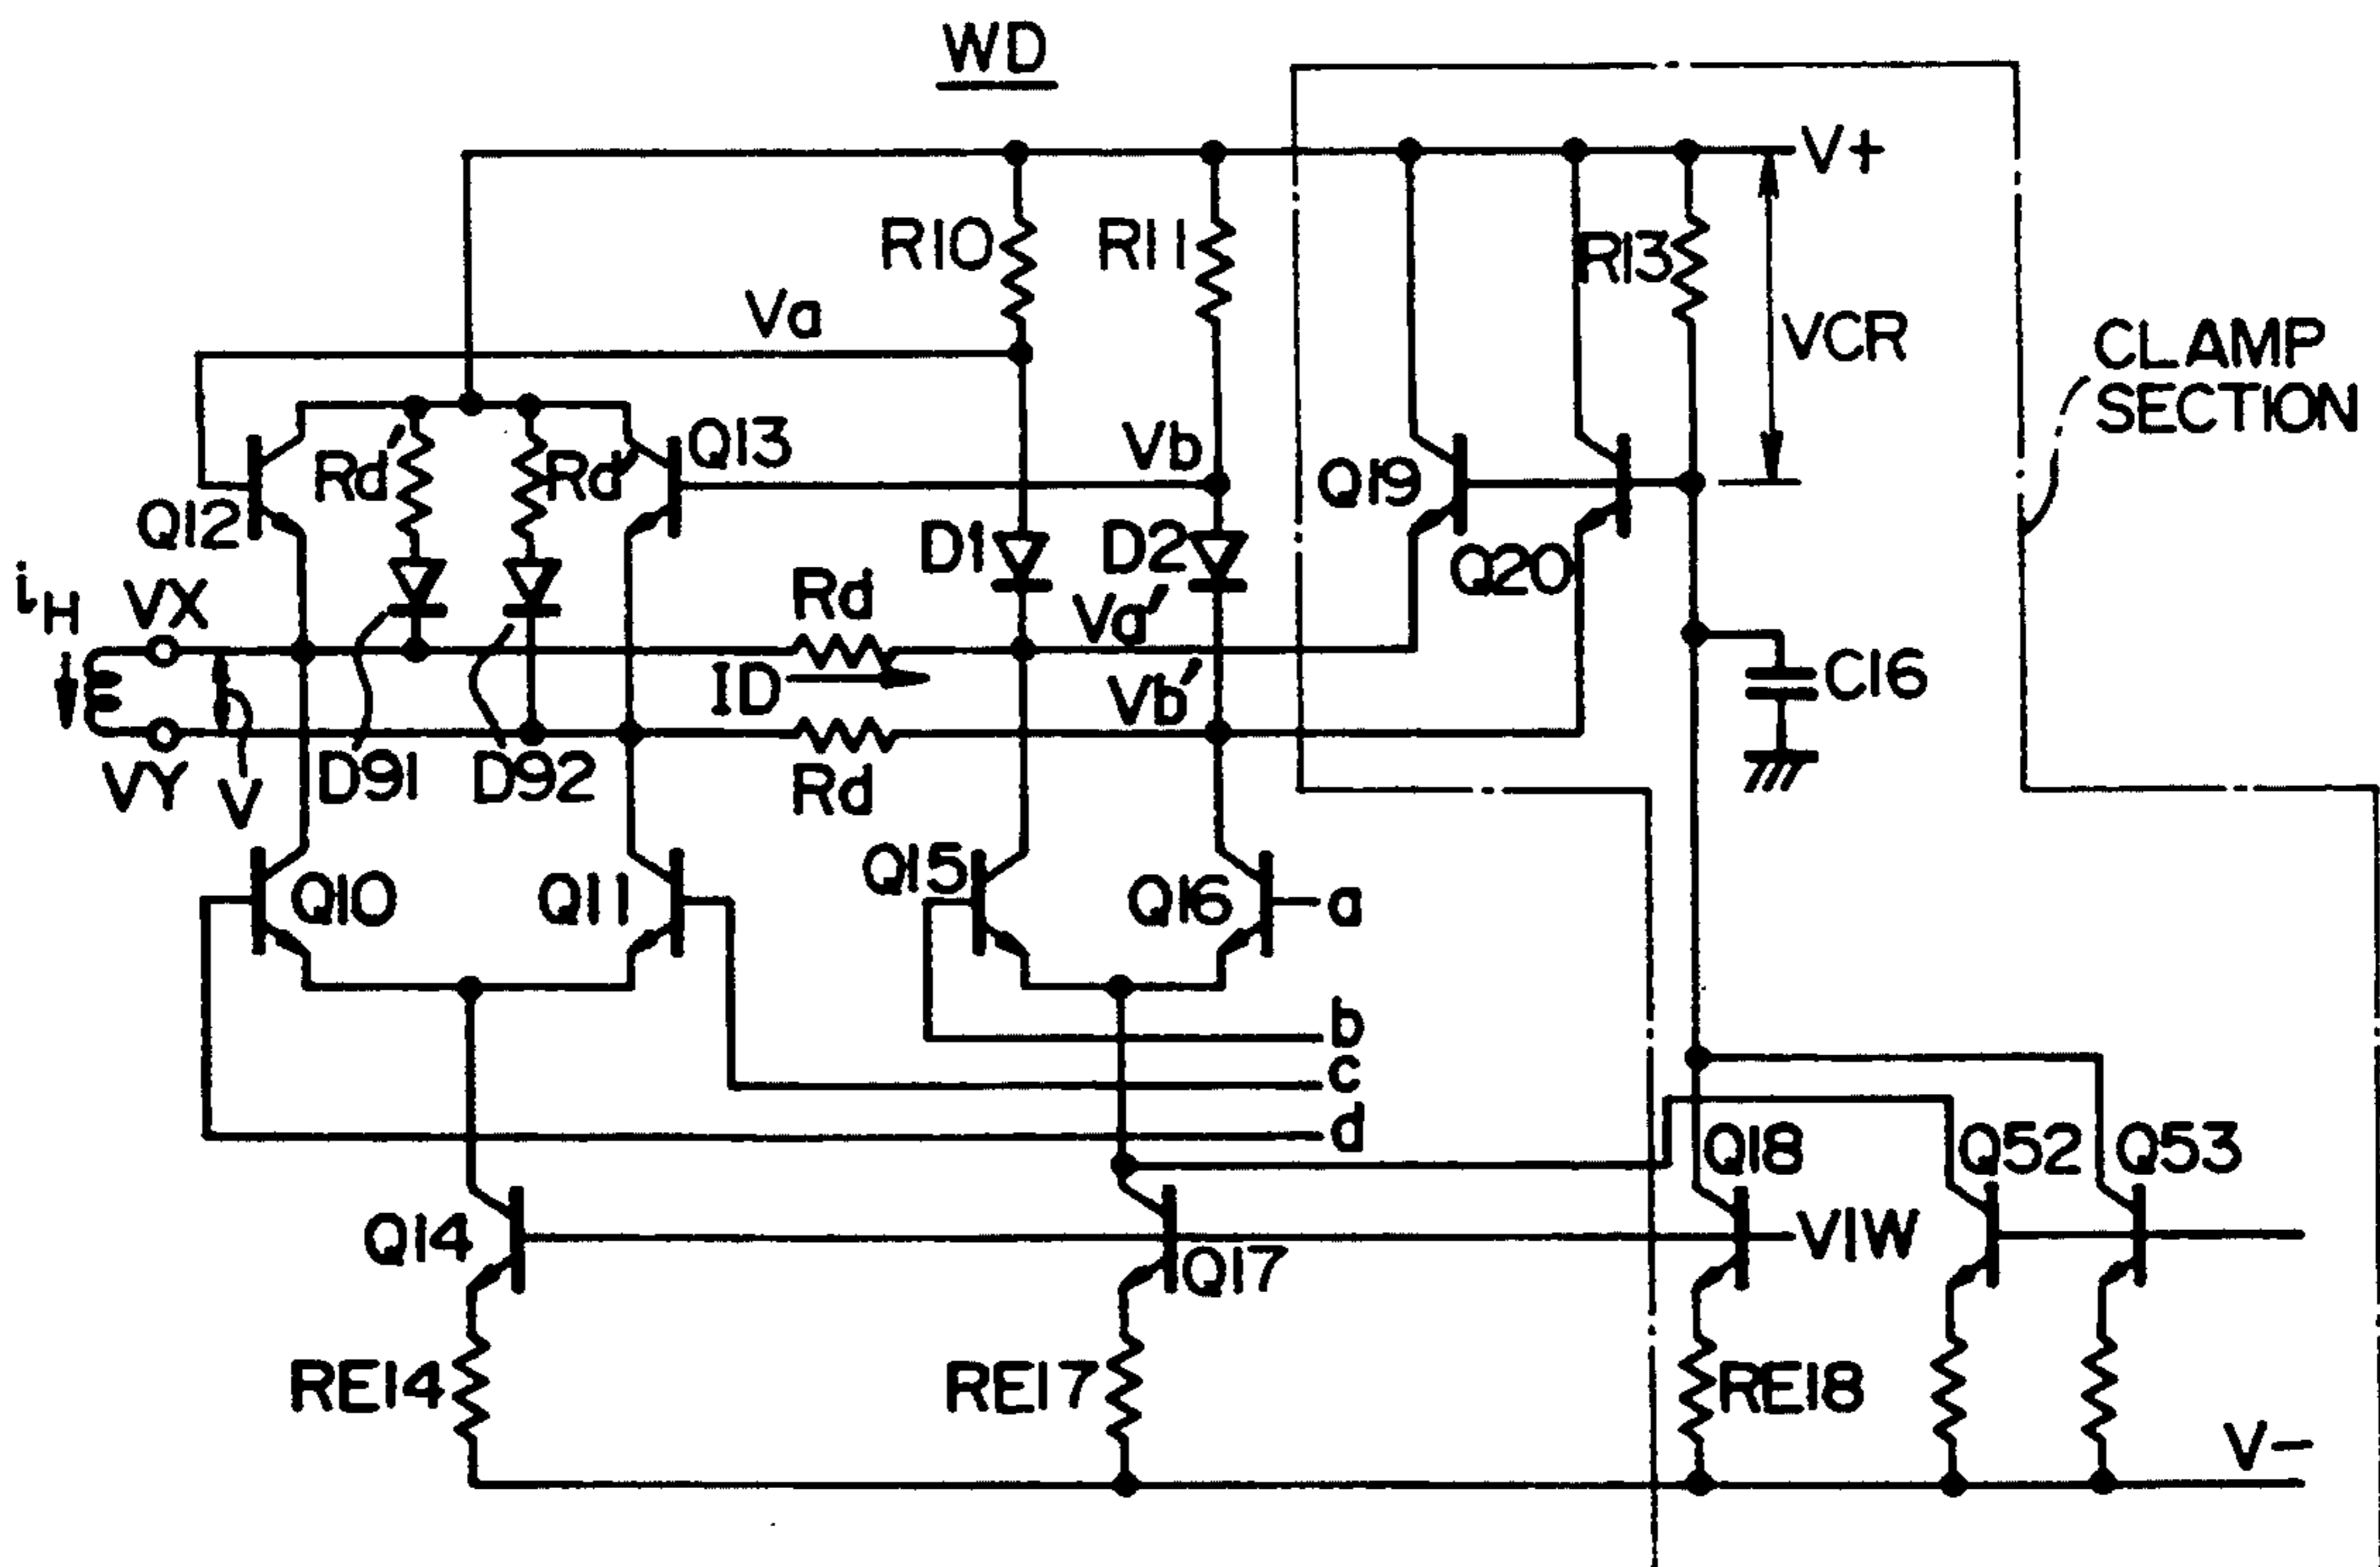 WD
V+
R10
R11
R13
Va
VCR
CLAMP
SECTION
Rd'
Rd'
Q13
Vb
Q19
Q12
D1
D2
Q20
iH
VX
Rd
Va'
ID
Vb'
C16
VY
V
D91
D92
Rd
Q10
Q11
Q15
Q16
a
b
c
d
Q18
Q52
Q53
Q14
Q17
VIW
RE14
RE17
RE18
V-